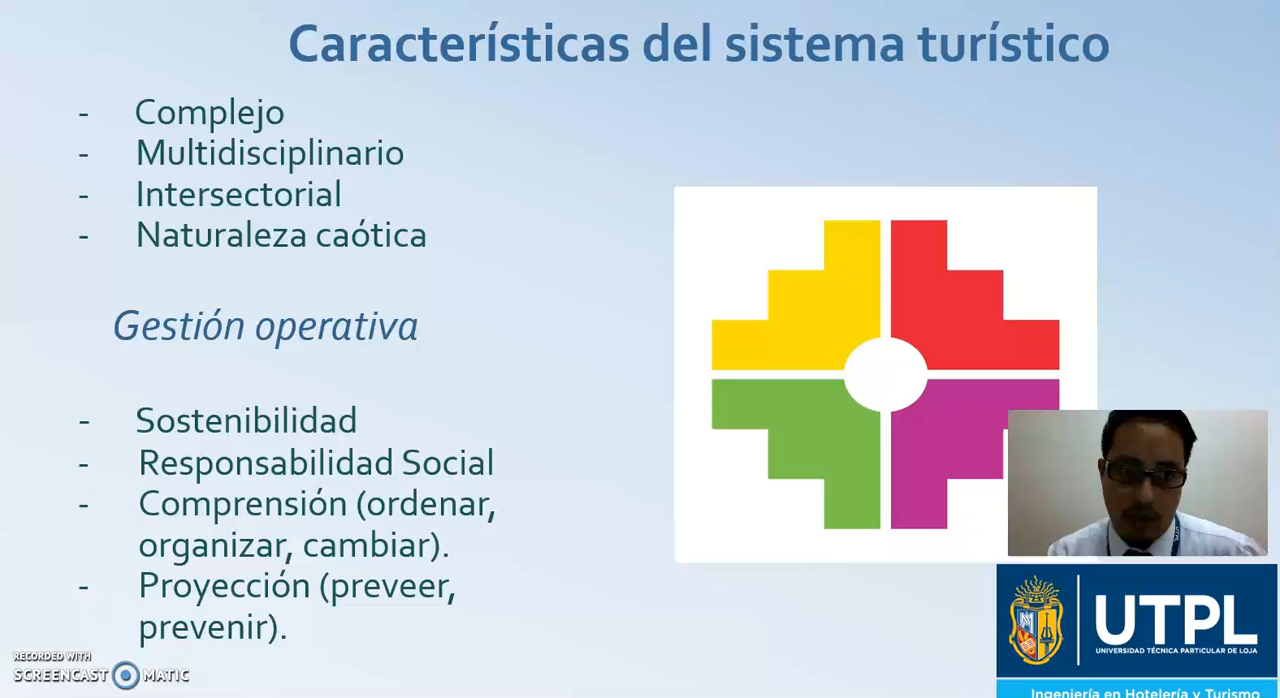 Características del sistema turístico
- Complejo
- Multidisciplinario
- Intersectorial
- Naturaleza caótica
Gestión operativa
- Sostenibilidad
- Responsabilidad Social
- Comprensión (ordenar,
organizar, cambiar).
- Proyección (preveer,
prevenir).
RECORDED WITH
SCREENCAST MATIC
UTPL
UNIVERSIDAD TÉCNICA PARTICULAR DE LOJA
Ingeniería en Hotelería y Turismo